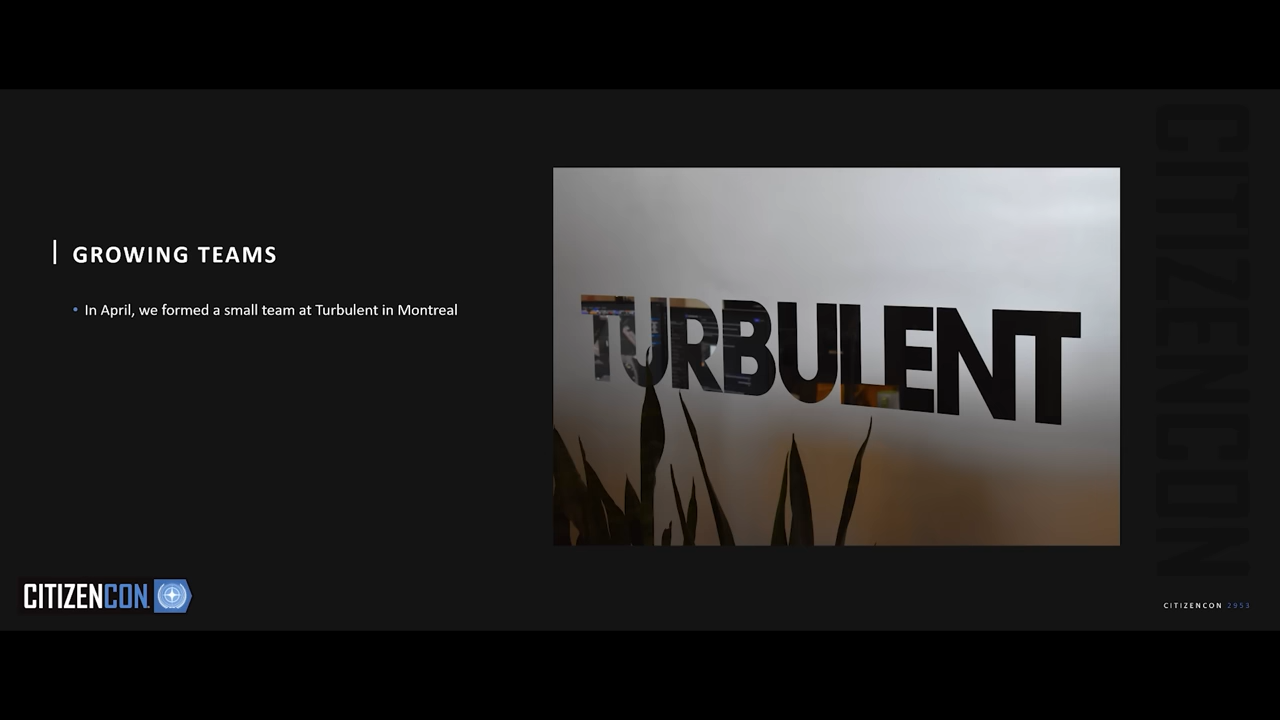 GROWING TEAMS
• In April, we formed a small team at Turbulent in Montreal
TURBULENT
CITIZENCON
CITIZENCON
CITIZENCON 2953